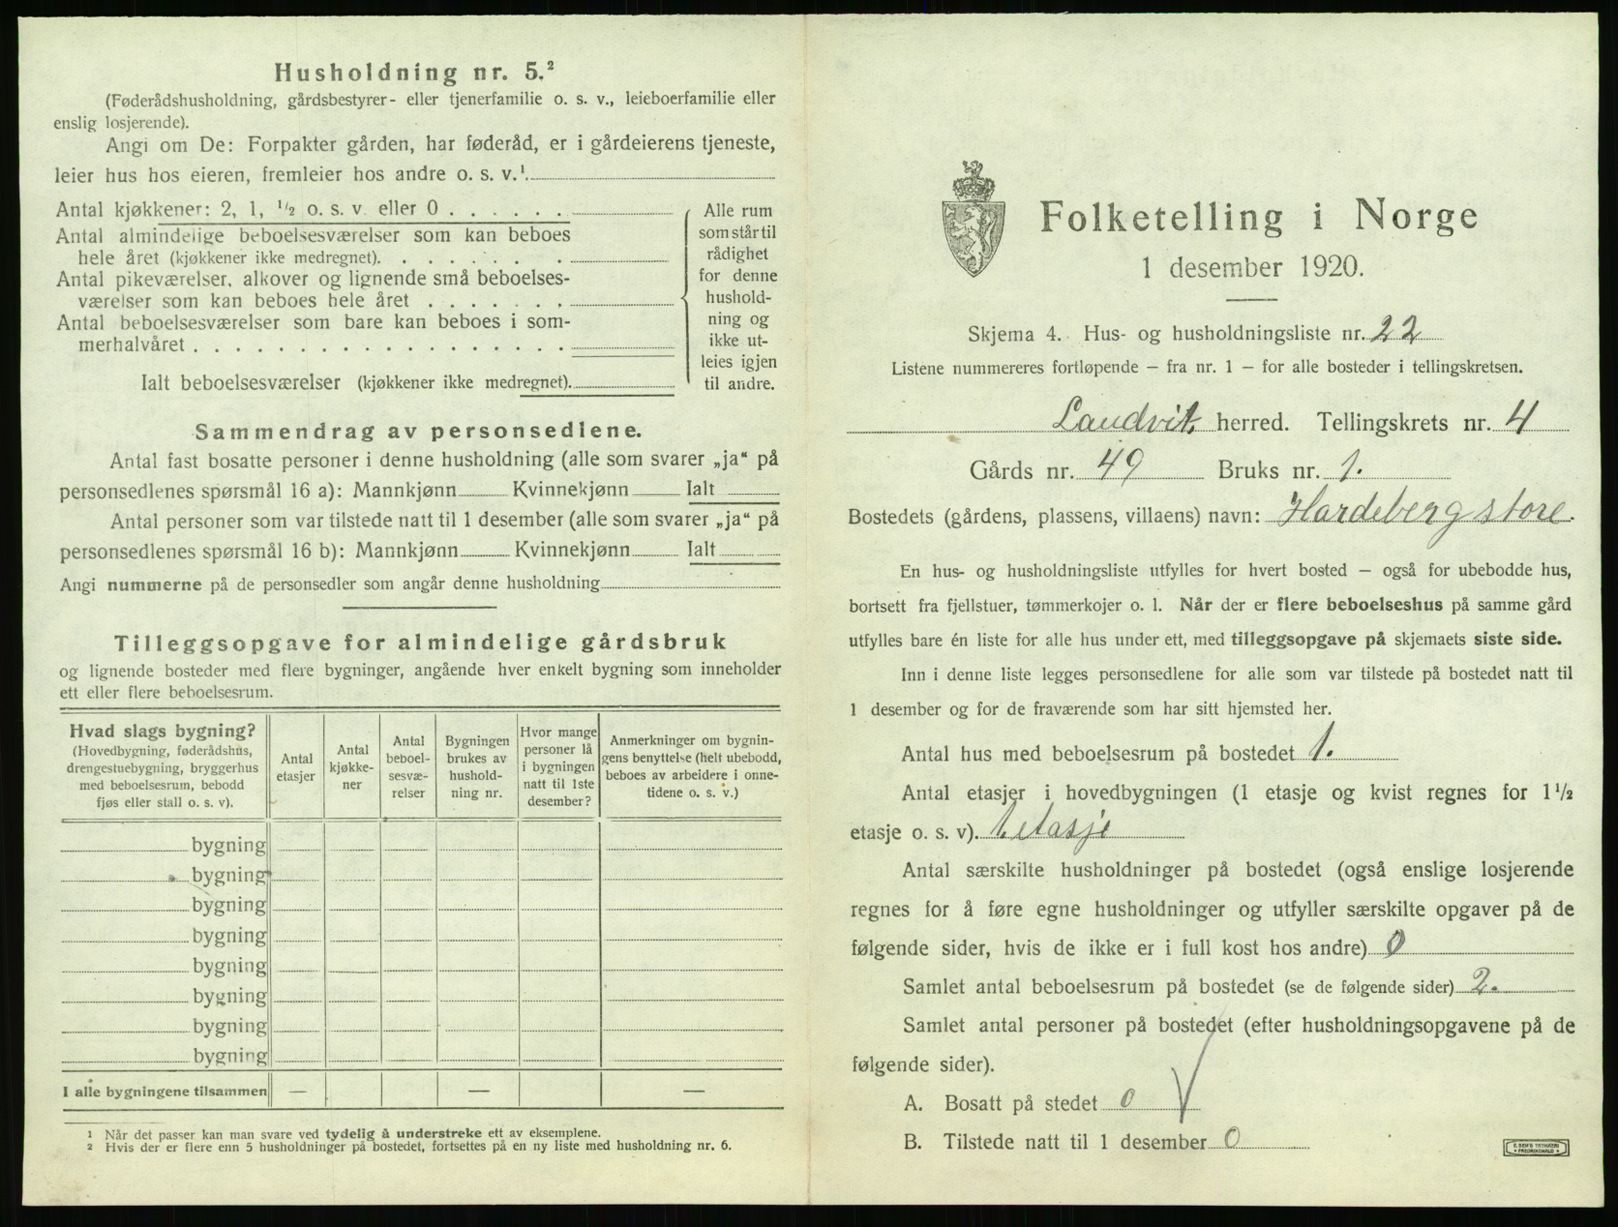 Husholdning nr. 5.²
(Føderådshusholdning, gårdsbestyrer- eller tjenerfamilie o. s. v., leieboerfamilie eller
enslig losjerende).
Angi om De: Forpakter gården, har føderåd, er i gårdeierens tjeneste,
leier hus hos eieren, fremleier hos andre o. s. v.¹
Antal kjøkkener: 2, 1, ½ o. s. v. eller 0 . . . . . .
Antal almindelige beboelsesværelser som kan beboes
hele året (kjøkkener ikke medregnet). . . . . . .
Antal pikeværelser, alkover og lignende små beboelses-
værelser som kan beboes hele året . . . . . . .
Antal beboelsesværelser som bare kan beboes i som-
merhalvåret . . . . . . . . . . . . . . . . . .
Ialt beboelsesværelser (kjøkkener ikke medregnet).
Alle rum
som står til
rådighet
for denne
hushold-
ning og
ikke ut-
leies igjen
til andre.
Sammendrag av personsedlene.
Antal fast bosatte personer i denne husholdning (alle som svarer „ja“ på
personsedlenes spørsmål 16 a): Mannkjønn Kvinnekjønn Ialt
Antal personer som var tilstede natt til 1 desember (alle som svarer „ja“ på
personsedlenes spørsmål 16 b): Mannkjønn Kvinnekjønn Ialt
Angi nummerne på de personsedler som angår denne husholdning
Tilleggsopgave for almindelige gårdsbruk
og lignende bosteder med flere bygninger, angående hver enkelt bygning som inneholder
ett eller flere beboelsesrum.
Hvad slags bygning?
(Hovedbygning, føderådshus,
drengestuebygning, bryggerhus
med beboelsesrum, bebodd
fjøs eller stall o. s. v).
Antal
etasjer
Antal
kjøkke-
ner
Antal
beboel-
sesvæ-
relser
Bygningen
brukes av
hushold-
ning nr.
Hvor mange
personer lå
i bygningen
natt til 1ste
desember?
Anmerkninger om bygnin-
gens benyttelse (helt ubebodd,
beboes av arbeidere i onne-
tidene o. s. v.)
bygning
bygning
bygning
bygning
bygning
bygning
bygning
bygning
I alle bygningene tilsammen — — — —
¹ Når det passer kan man svare ved tydelig å understreke ett av eksemplene.
² Hvis der er flere enn 5 husholdninger på bostedet, fortsettes på en ny liste med husholdning nr. 6.
Folketelling i Norge
1 desember 1920.
Skjema 4. Hus- og husholdningsliste nr. 22
Listene nummereres fortløpende — fra nr. 1 — for alle bosteder i tellingskretsen.
Landvik herred. Tellingskrets nr. 4
Gårds nr. 49 Bruks nr. 1.
Bostedets (gårdens, plassens, villaens) navn: Hardeberg store.
En hus- og husholdningsliste utfylles for hvert bosted — også for ubebodde hus,
bortsett fra fjellstuer, tømmerkojer o. l. Når der er flere beboelseshus på samme gård
utfylles bare én liste for alle hus under ett, med tilleggsopgave på skjemaets siste side.
Inn i denne liste legges personsedlene for alle som var tilstede på bostedet natt til
1 desember og for de fraværende som har sitt hjemsted her.
Antal hus med beboelsesrum på bostedet 1.
Antal etasjer i hovedbygningen (1 etasje og kvist regnes for 1½
etasje o. s. v). 1 etasje
Antal særskilte husholdninger på bostedet (også enslige losjerende
regnes for å føre egne husholdninger og utfyller særskilte opgaver på de
følgende sider, hvis de ikke er i full kost hos andre) 0
Samlet antal beboelsesrum på bostedet (se de følgende sider) 2.
Samlet antal personer på bostedet (efter husholdningsopgavene på de
følgende sider).
A. Bosatt på stedet 0
B. Tilstede natt til 1 desember 0